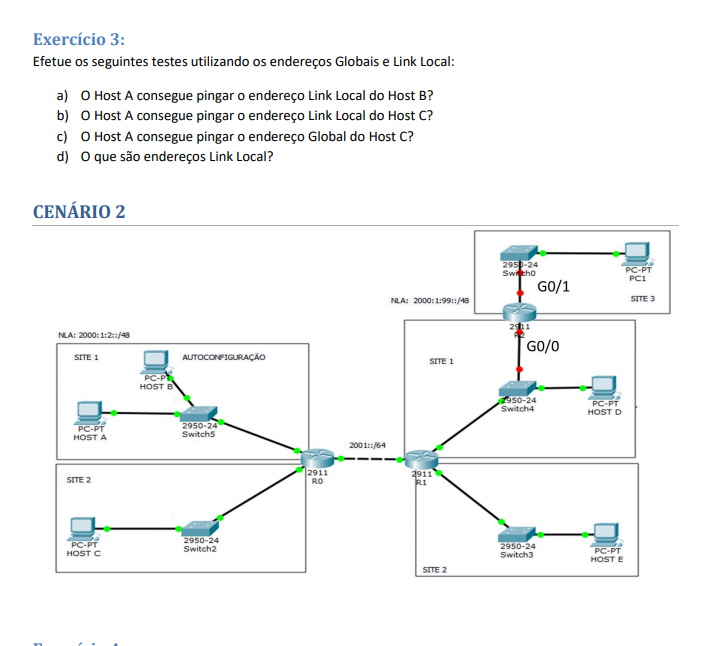 Exercício 3:
Efetue os seguintes testes utilizando os endereços Globais e Link Local:
a) O Host A consegue pingar o endereço Link Local do Host B?
b) O Host A consegue pingar o endereço Link Local do Host C?
c) O Host A consegue pingar o endereço Global do Host C?
d) O que são endereços Link Local?
CENÁRIO 2
2950-24
Switch0
PC-PT
PC1
G0/1
SITE 3
NLA: 2000:1:99::/48
2911
R2
G0/0
NLA: 2000:1:2::/48
SITE 1
AUTOCONFIGURAÇÃO
SITE 1
PC-PT
HOST B
2950-24
Switch4
PC-PT
HOST D
PC-PT
HOST A
2950-24
Switch5
2001::/64
2911
R0
2911
R1
SITE 2
PC-PT
HOST C
2950-24
Switch2
2950-24
Switch3
PC-PT
HOST E
SITE 2